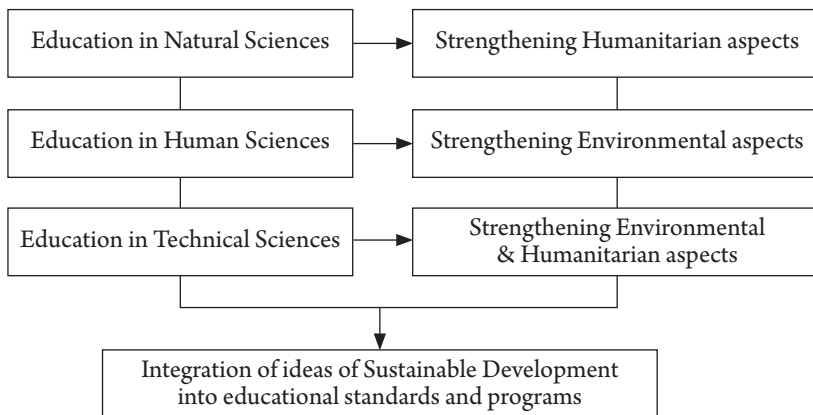 Education in Natural Sciences
Strengthening Humanitarian aspects
Education in Human Sciences
Strengthening Environmental aspects
Education in Technical Sciences
Strengthening Environmental
& Humanitarian aspects
Integration of ideas of Sustainable Development
into educational standards and programs